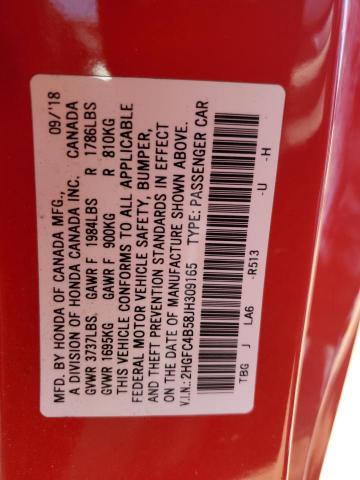 MFD. BY HONDA OF CANADA MFG., 09/'18
A DIVISION OF HONDA CANADA INC. CANADA
GVWR 3737LBS GAWR F 1984LBS R 1786LBS
GVWR 1695KG GAWR F 900KG R 810KG
THIS VEHICLE CONFORMS TO ALL APPLICABLE
FEDERAL MOTOR VEHICLE SAFETY, BUMPER,
AND THEFT PREVENTION STANDARDS IN EFFECT
ON THE DATE OF MANUFACTURE SHOWN ABOVE.
V.I.N.: 2HGFC4B58JH309165 TYPE: PASSENGER CAR
TBG J LA6 -R513 -U -H